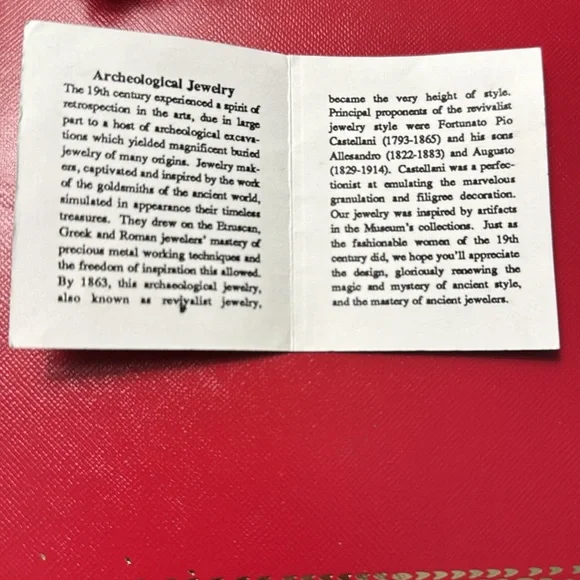 Archeological Jewelry
The 19th century experienced a spirit of
retrospection in the arts, due in large
part to a host of archeological excava-
tions which yielded magnificent buried
jewelry of many origins. Jewelry mak-
ers, captivated and inspired by the work
of the goldsmiths of the ancient world,
simulated in appearance their timeless
treasures. They drew on the Etruscan,
Greek and Roman jewelers' mastery of
precious metal working techniques and
the freedom of inspiration this allowed.
By 1863, this archaeological jewelry,
also known as revivalist jewelry,
became the very height of style.
Principal proponents of the revivalist
jewelry style were Fortunato Pio
Castellani (1793-1865) and his sons
Allesandro (1822-1883) and Augusto
(1829-1914). Castellani was a perfec-
tionist at emulating the marvelous
granulation and filigree decoration.
Our jewelry was inspired by artifacts
in the Museum's collections. Just as
the fashionable women of the 19th
century did, we hope you'll appreciate
the design, gloriously renewing the
magic and mystery of ancient style,
and the mastery of ancient jewelers.